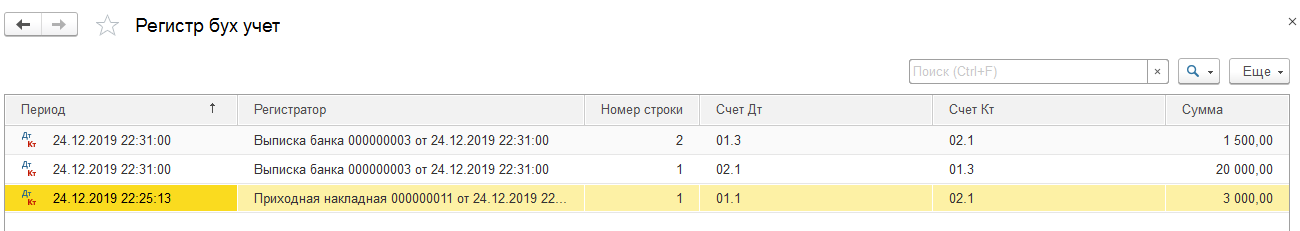 Регистр бух учет
Поиск (Ctrl+F) × Еще
Период ↑ Регистратор Номер строки Счет Дт Счет Кт Сумма
Дт Кт 24.12.2019 22:31:00 Выписка банка 000000003 от 24.12.2019 22:31:00 2 01.3 02.1 1 500,00
Дт Кт 24.12.2019 22:31:00 Выписка банка 000000003 от 24.12.2019 22:31:00 1 02.1 01.3 20 000,00
Дт Кт 24.12.2019 22:25:13 Приходная накладная 000000011 от 24.12.2019 22... 1 01.1 02.1 3 000,00